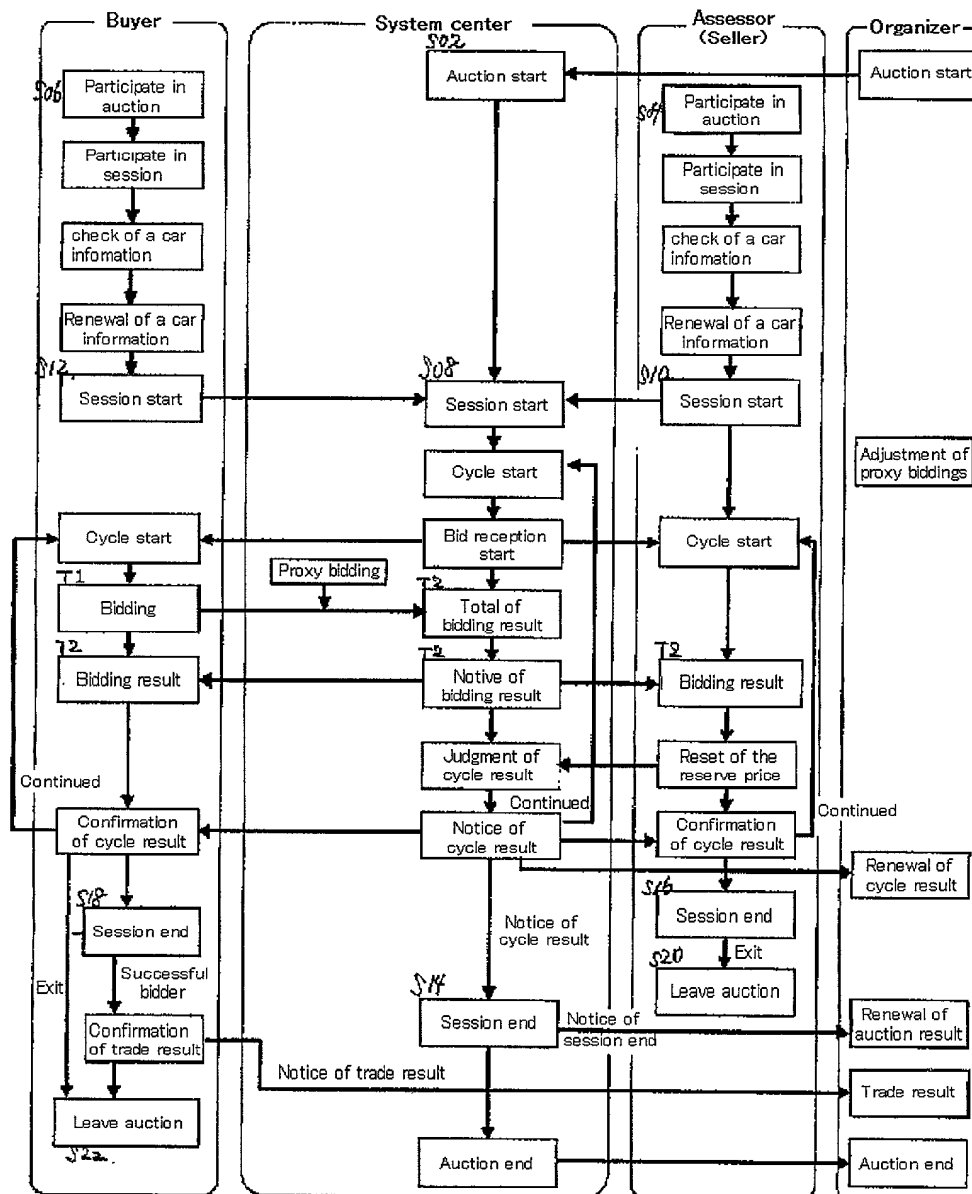 Buyer
System center
Assessor
(Seller)
Organizer
S02
Auction start
Auction start
S06
Participate in
auction
S04
Participate in
auction
Participate in
session
Participate in
session
check of a car
infomation
check of a car
infomation
Renewal of a car
information
Renewal of a car
information
S12.
Session start
S08
Session start
S10
Session start
Cycle start
Adjustment of
proxy biddings
Cycle start
Bid reception
start
Cycle start
T1
Bidding
Proxy bidding
T2
Total of
bidding result
T2
Bidding result
T2
Notive of
bidding result
T2
Bidding result
Continued
Judgment of
cycle result
Continued
Reset of the
reserve price
Continued
Confirmation
of cycle result
Notice of
cycle result
Confirmation
of cycle result
Renewal of
cycle result
S18
Session end
Notice of
cycle result
S16
Session end
Exit
Exit
Successful
bidder
S20
Leave auction
Confirmation
of trade result
S14
Session end
Notice of
session end
Renewal of
auction result
Notice of trade result
Trade result
Leave auction
S22.
Auction end
Auction end